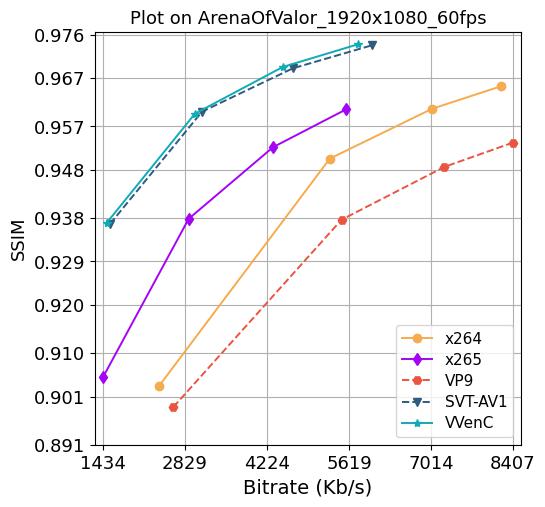 Plot on ArenaOfValor_1920x1080_60fps
0.976
0.967
0.957
0.948
0.938
0.929
0.920
0.910
0.901
0.891
SSIM
x264
x265
VP9
SVT-AV1
VVenC
1434 2829 4224 5619 7014 8407
Bitrate (Kb/s)